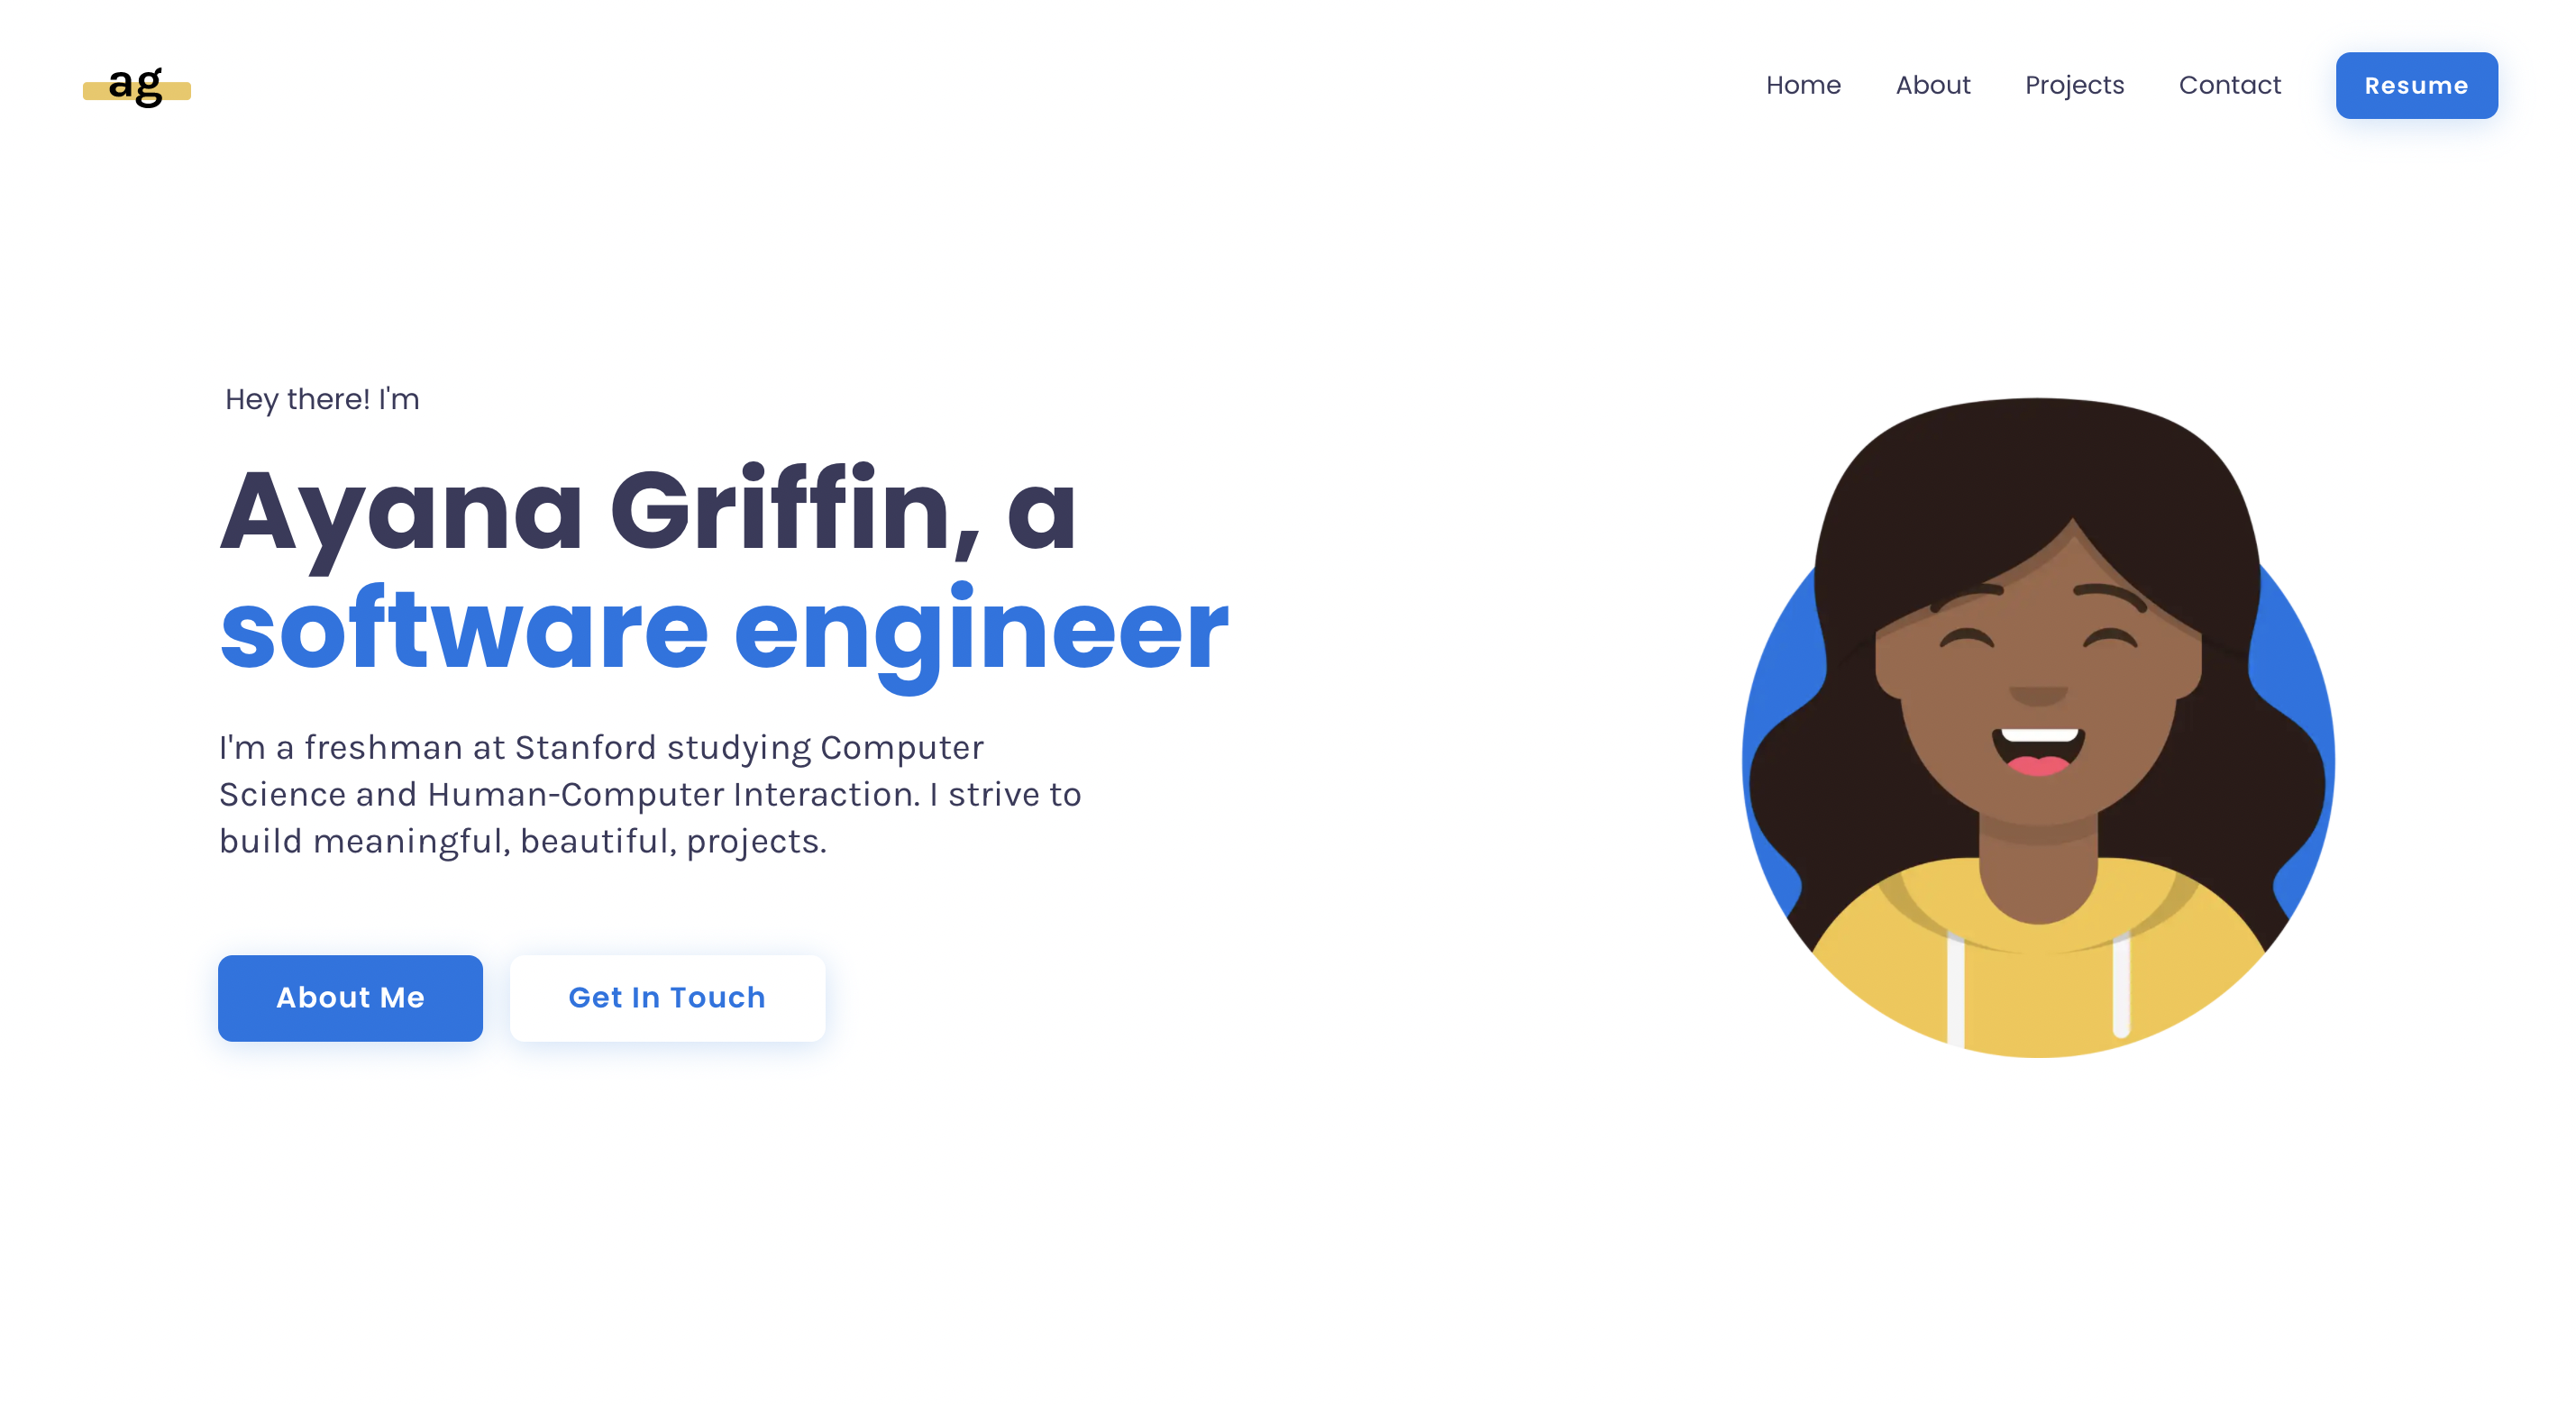 ag
Home About Projects Contact Resume
Hey there! I'm
Ayana Griffin, a
software engineer
I'm a freshman at Stanford studying Computer
Science and Human-Computer Interaction. I strive to
build meaningful, beautiful, projects.
About Me Get In Touch